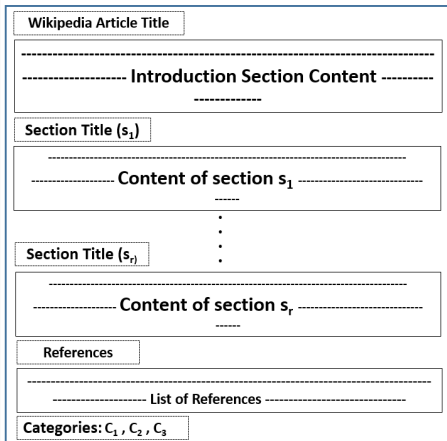 Wikipedia Article Title
Introduction Section Content
Section Title (s₁)
Content of section s₁
Section Title (sᵣ)
Content of section sᵣ
References
List of References
Categories: C₁ , C₂ , C₃